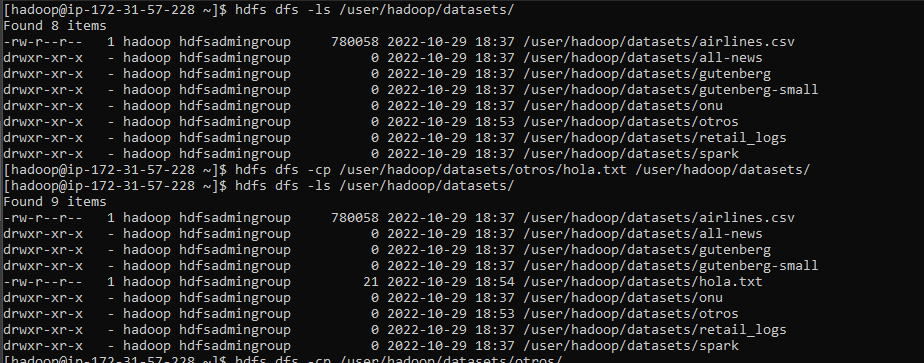 [hadoop@ip-172-31-57-228 ~]$ hdfs dfs -ls /user/hadoop/datasets/
Found 8 items
-rw-r--r--   1 hadoop hdfsadmingroup     780058 2022-10-29 18:37 /user/hadoop/datasets/airlines.csv
drwxr-xr-x   - hadoop hdfsadmingroup          0 2022-10-29 18:37 /user/hadoop/datasets/all-news
drwxr-xr-x   - hadoop hdfsadmingroup          0 2022-10-29 18:37 /user/hadoop/datasets/gutenberg
drwxr-xr-x   - hadoop hdfsadmingroup          0 2022-10-29 18:37 /user/hadoop/datasets/gutenberg-small
drwxr-xr-x   - hadoop hdfsadmingroup          0 2022-10-29 18:37 /user/hadoop/datasets/onu
drwxr-xr-x   - hadoop hdfsadmingroup          0 2022-10-29 18:53 /user/hadoop/datasets/otros
drwxr-xr-x   - hadoop hdfsadmingroup          0 2022-10-29 18:37 /user/hadoop/datasets/retail_logs
drwxr-xr-x   - hadoop hdfsadmingroup          0 2022-10-29 18:37 /user/hadoop/datasets/spark
[hadoop@ip-172-31-57-228 ~]$ hdfs dfs -cp /user/hadoop/datasets/otros/hola.txt /user/hadoop/datasets/
[hadoop@ip-172-31-57-228 ~]$ hdfs dfs -ls /user/hadoop/datasets/
Found 9 items
-rw-r--r--   1 hadoop hdfsadmingroup     780058 2022-10-29 18:37 /user/hadoop/datasets/airlines.csv
drwxr-xr-x   - hadoop hdfsadmingroup          0 2022-10-29 18:37 /user/hadoop/datasets/all-news
drwxr-xr-x   - hadoop hdfsadmingroup          0 2022-10-29 18:37 /user/hadoop/datasets/gutenberg
drwxr-xr-x   - hadoop hdfsadmingroup          0 2022-10-29 18:37 /user/hadoop/datasets/gutenberg-small
-rw-r--r--   1 hadoop hdfsadmingroup         21 2022-10-29 18:54 /user/hadoop/datasets/hola.txt
drwxr-xr-x   - hadoop hdfsadmingroup          0 2022-10-29 18:37 /user/hadoop/datasets/onu
drwxr-xr-x   - hadoop hdfsadmingroup          0 2022-10-29 18:53 /user/hadoop/datasets/otros
drwxr-xr-x   - hadoop hdfsadmingroup          0 2022-10-29 18:37 /user/hadoop/datasets/retail_logs
drwxr-xr-x   - hadoop hdfsadmingroup          0 2022-10-29 18:37 /user/hadoop/datasets/spark
[hadoop@ip-172-31-57-228 ~]$ hdfs dfs -cp /user/hadoop/datasets/otros/